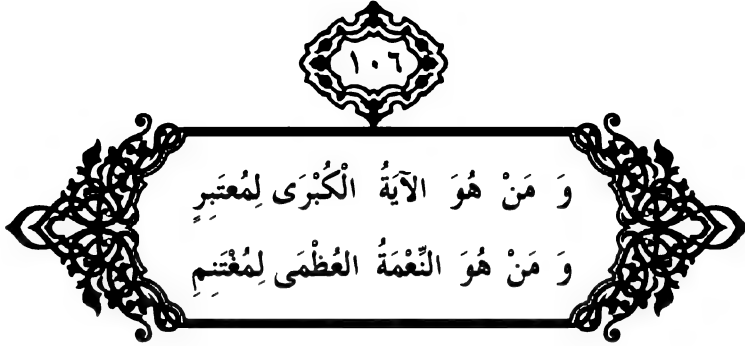 ١٠٦
وَ مَنْ هُوَ الآيَةُ الْكُبْرَى لِمُعتَبِرٍ
وَ مَنْ هُوَ النِّعْمَةُ العُظْمَى لِمُغْتَنِمِ